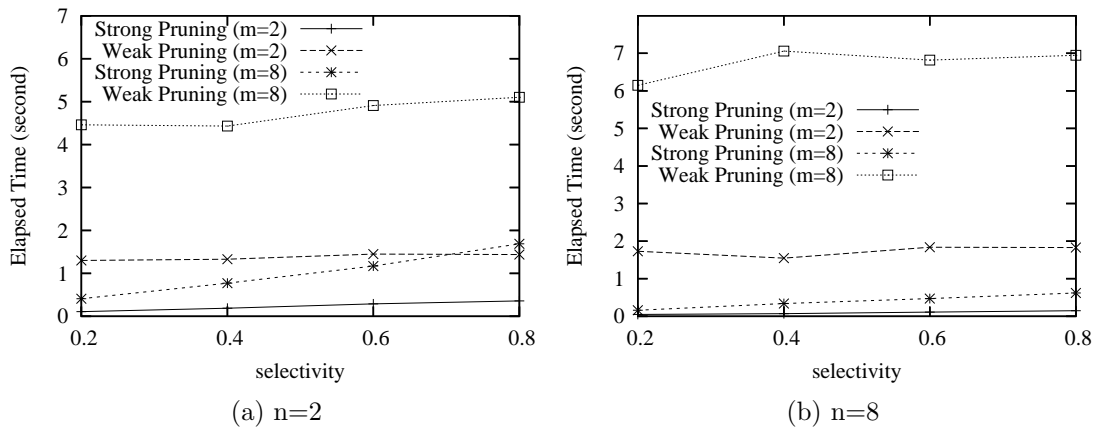 7
6
5
4
3
2
1
0
Elapsed Time (second)
Strong Pruning (m=2)
Weak Pruning (m=2)
Strong Pruning (m=8)
Weak Pruning (m=8)
0.2 0.4 0.6 0.8
selectivity
(a) n=2
7
6
5
4
3
2
1
0
Elapsed Time (second)
Strong Pruning (m=2)
Weak Pruning (m=2)
Strong Pruning (m=8)
Weak Pruning (m=8)
0.2 0.4 0.6 0.8
selectivity
(b) n=8